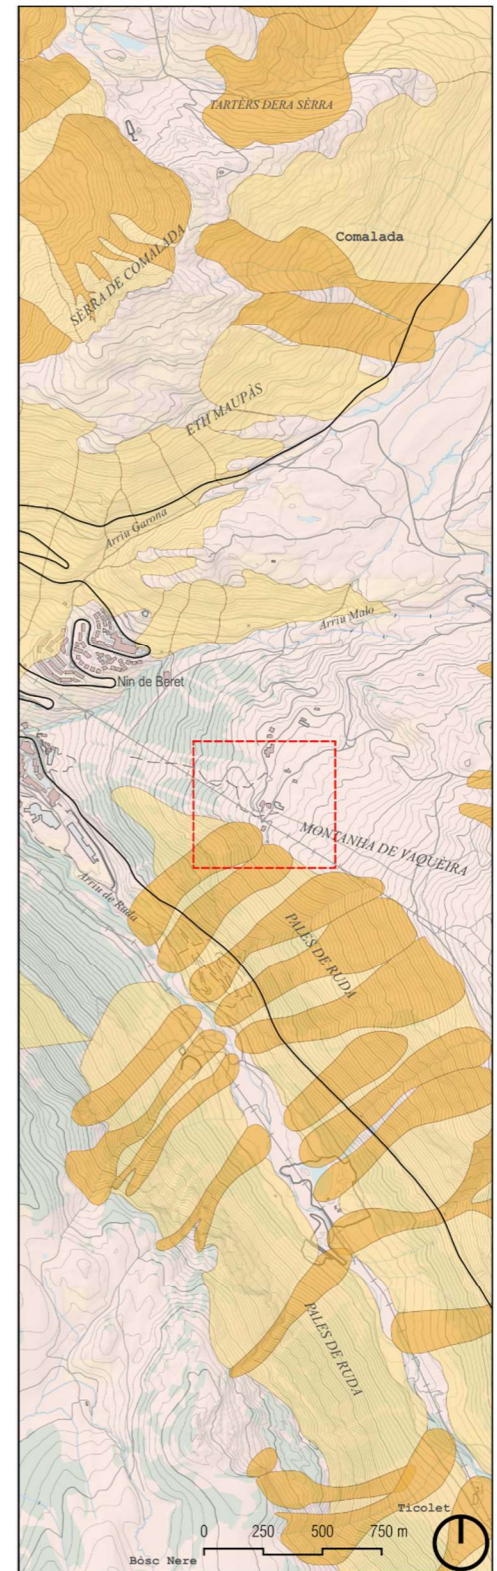 TARTÈRS DERA SÈRRA
Comalada
SÈRRA DE COMALADA
ETH MAUPÀS
Arriu Garona
Arriu Malo
Nin de Beret
MONTANHA DE VAQUÈIRA
Arriu de Ruda
PALES DE RUDA
PALES DE RUDA
Ticolet
0 250 500 750 m
Bòsc Nere